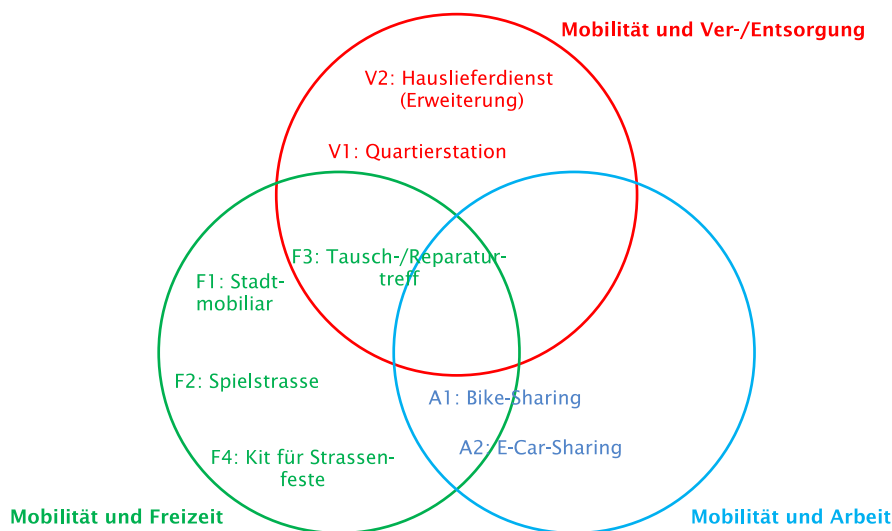 Mobilität und Ver-/Entsorgung
V2: Hauslieferdienst
(Erweiterung)
V1: Quartierstation
F3: Tausch-/Reparatur-
treff
F1: Stadt-
mobiliar
F2: Spielstrasse
A1: Bike-Sharing
A2: E-Car-Sharing
F4: Kit für Strassen-
feste
Mobilität und Freizeit
Mobilität und Arbeit